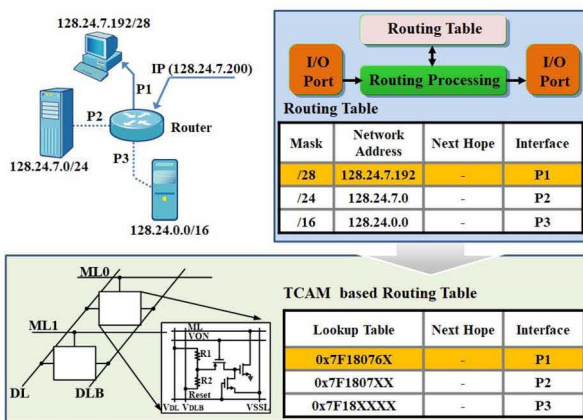 128.24.7.192/28
IP (128.24.7.200)
P1
P2
Router
P3
128.24.7.0/24
128.24.0.0/16
Routing Table
I/O Port
Routing Processing
I/O Port
Routing Table
Mask Network Address Next Hope Interface
/28 128.24.7.192 - P1
/24 128.24.7.0 - P2
/16 128.24.0.0 - P3
ML0
ML1
DL
DLB
ML
VON
R1
R2
Reset
VDL VDLB VSSL
TCAM based Routing Table
Lookup Table Next Hope Interface
0x7F18076X - P1
0x7F1807XX - P2
0x7F18XXXX - P3